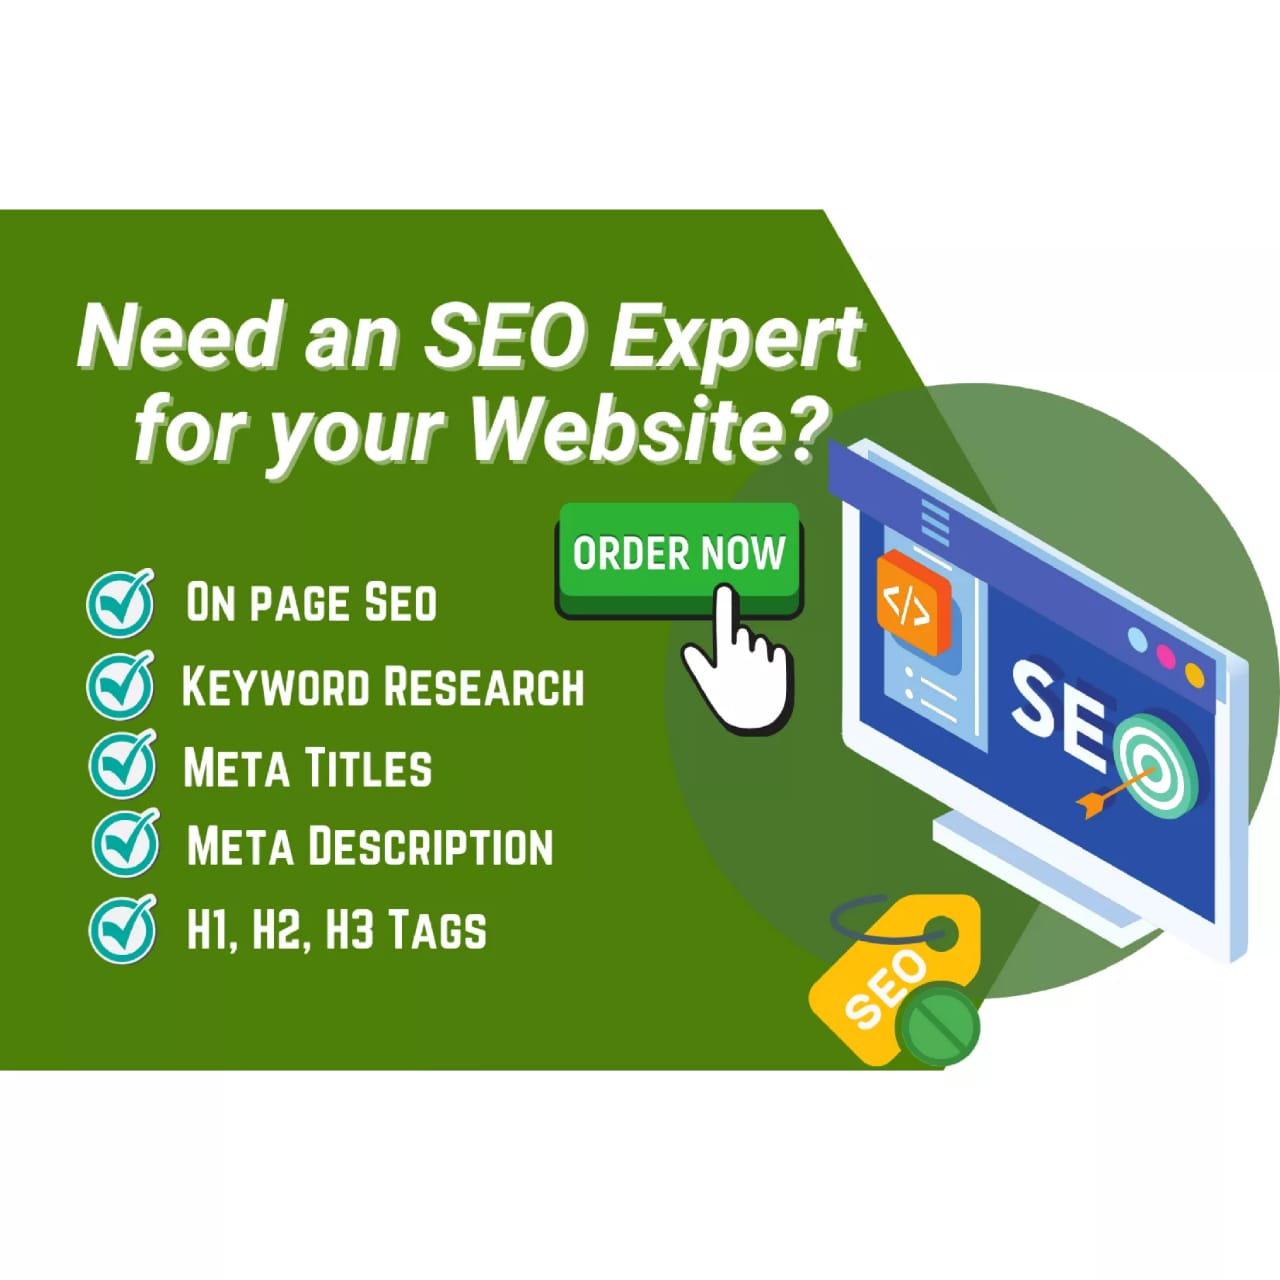 Need an SEO Expert
for your Website?
ORDER NOW
On page Seo
Keyword Research
Meta Titles
Meta Description
H1, H2, H3 Tags
</>
SE
SEO